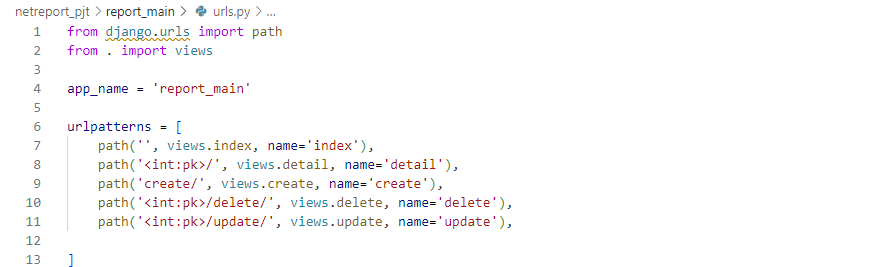 netreport_pjt > report_main > urls.py > ...
1 from django.urls import path
2 from . import views
3
4 app_name = 'report_main'
5
6 urlpatterns = [
7     path('', views.index, name='index'),
8     path('<int:pk>/', views.detail, name='detail'),
9     path('create/', views.create, name='create'),
10     path('<int:pk>/delete/', views.delete, name='delete'),
11     path('<int:pk>/update/', views.update, name='update'),
12
13 ]